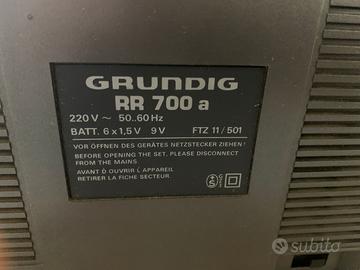 GRUNDIG
RR 700 a
220 V ~ 50..60 Hz
BATT. 6 x 1,5 V 9 V FTZ 11/501
VOR ÖFFNEN DES GERÄTES NETZSTECKER ZIEHEN!
BEFORE OPENING THE SET, PLEASE DISCONNECT
FROM THE MAINS
AVANT D OUVRIR L APPAREIL
RETIRER LA FICHE SECTEUR
subito